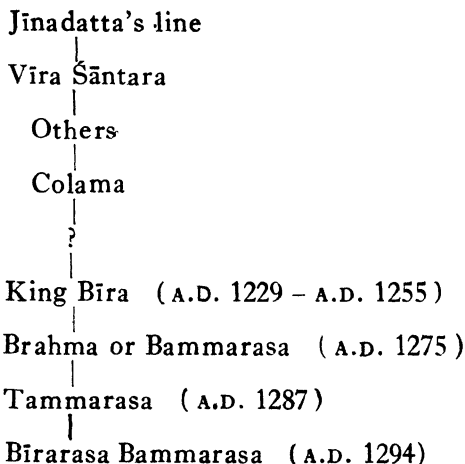 Jīnadatta's line
Vīra Śāntara
Others
Colama
?
King Bīra (A.D. 1229 – A.D. 1255)
Brahma or Bammarasa (A.D. 1275)
Tammarasa (A.D. 1287)
Bīrarasa Bammarasa (A.D. 1294)